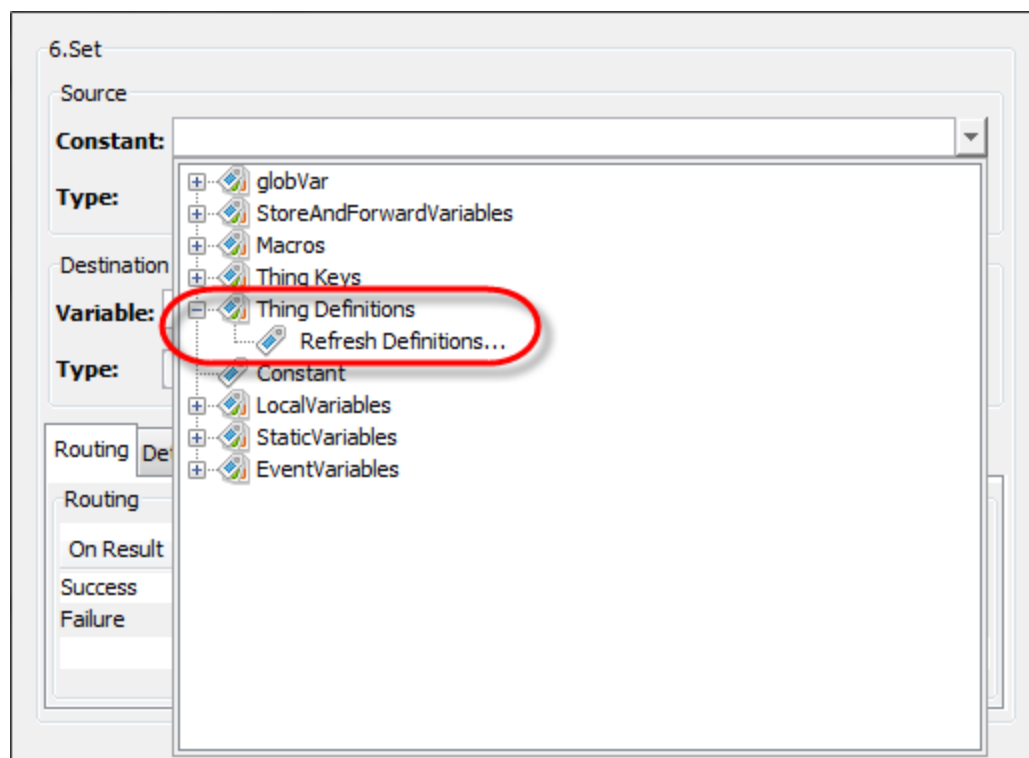 6.Set
Source
Constant:
Type:
globVar
StoreAndForwardVariables
Macros
Thing Keys
Thing Definitions
Refresh Definitions...
Constant
LocalVariables
StaticVariables
EventVariables
Destination
Variable:
Type:
Routing
Routing
On Result
Success
Failure